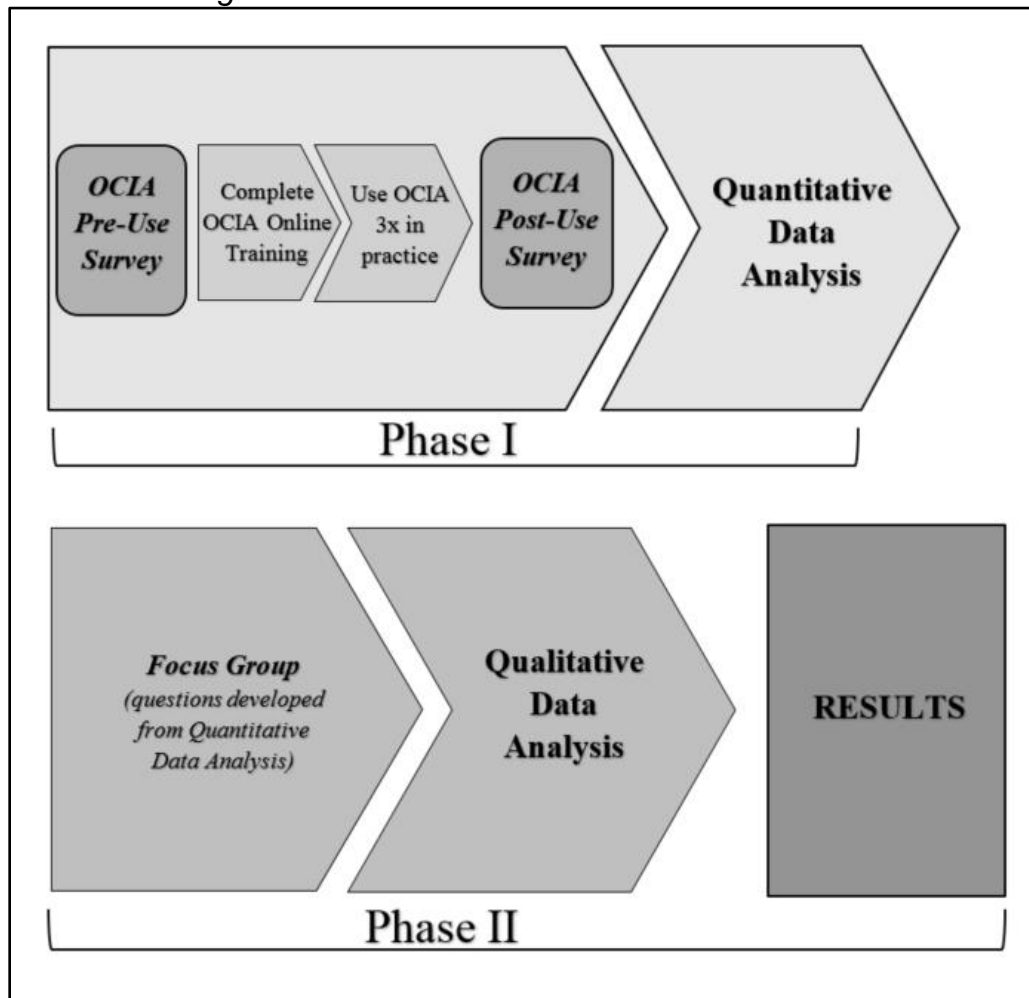 OCIA
Pre-Use
Survey
Complete
OCIA Online
Training
Use OCIA
3x in
practice
OCIA
Post-Use
Survey
Quantitative
Data
Analysis
Phase I
Focus Group
(questions developed
from Quantitative
Data Analysis)
Qualitative
Data
Analysis
RESULTS
Phase II